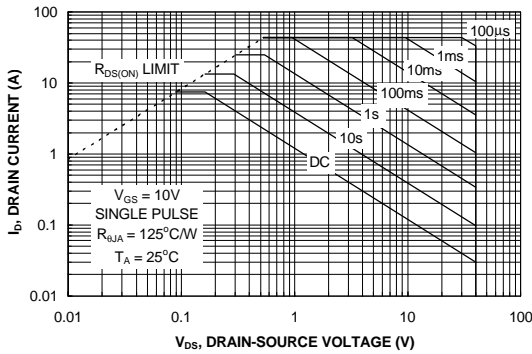 1000
100
10
1
0.1
0.01
I_D, DRAIN CURRENT (A)
R_DS(ON) LIMIT
100µs
1ms
10ms
100ms
1s
10s
DC
V_GS = 10V
SINGLE PULSE
R_θJA = 125°C/W
T_A = 25°C
0.01 0.1 1 10 100
V_DS, DRAIN-SOURCE VOLTAGE (V)